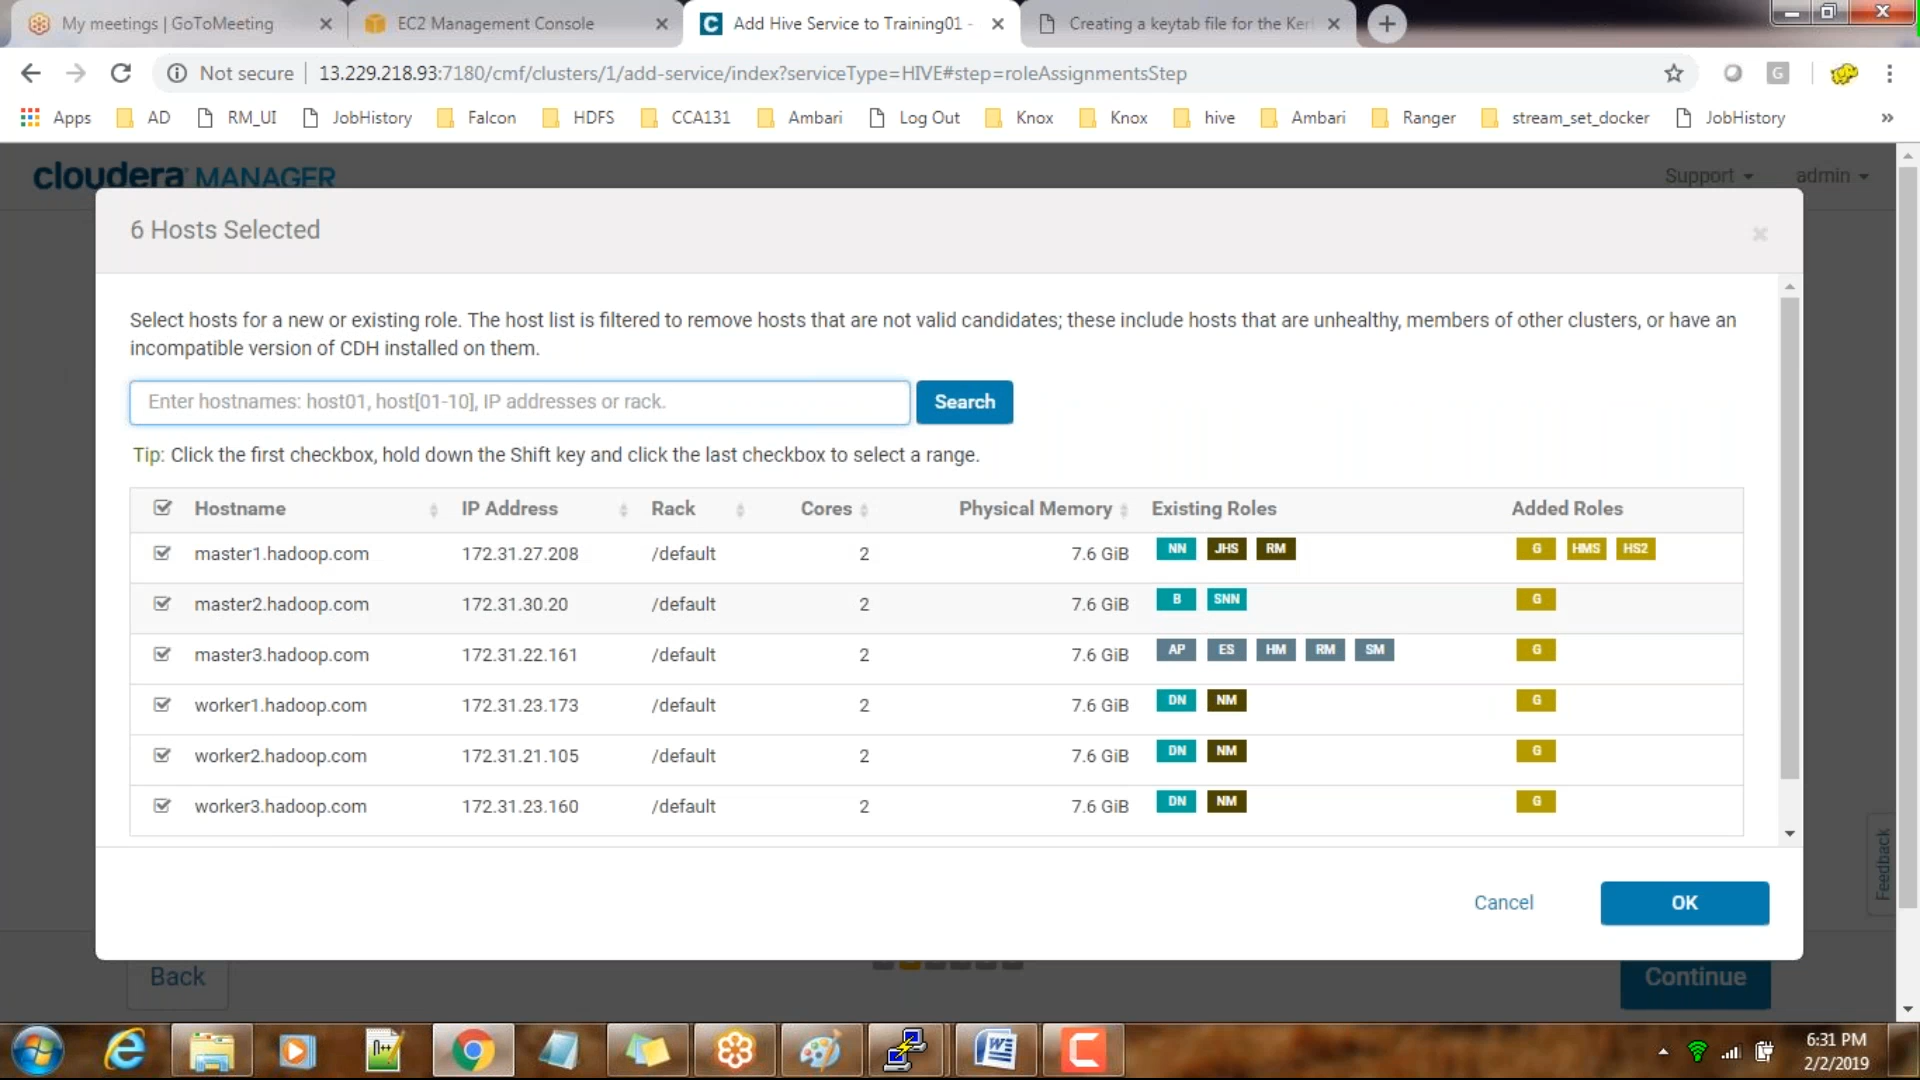 My meetings | GoToMeeting
EC2 Management Console
Add Hive Service to Training01 -
Creating a keytab file for the Ker
Not secure
13.229.218.93:7180/cmf/clusters/1/add-service/index?serviceType=HIVE#step=roleAssignmentsStep
G
Apps AD RM_UI JobHistory Falcon HDFS CCA131 Ambari Log Out Knox Knox hive Ambari Ranger stream_set_docker JobHistory »
cloudera MANAGER
Support admin
6 Hosts Selected
Select hosts for a new or existing role. The host list is filtered to remove hosts that are not valid candidates; these include hosts that are unhealthy, members of other clusters, or have an
incompatible version of CDH installed on them.
Enter hostnames: host01, host[01-10], IP addresses or rack.
Search
Tip: Click the first checkbox, hold down the Shift key and click the last checkbox to select a range.
Hostname IP Address Rack Cores Physical Memory Existing Roles Added Roles
master1.hadoop.com 172.31.27.208 /default 2 7.6 GiB NN JHS RM G HMS HS2
master2.hadoop.com 172.31.30.20 /default 2 7.6 GiB B SNN G
master3.hadoop.com 172.31.22.161 /default 2 7.6 GiB AP ES HM RM SM G
worker1.hadoop.com 172.31.23.173 /default 2 7.6 GiB DN NM G
worker2.hadoop.com 172.31.21.105 /default 2 7.6 GiB DN NM G
worker3.hadoop.com 172.31.23.160 /default 2 7.6 GiB DN NM G
Feedback
Cancel
OK
Back
Continue
6:31 PM
2/2/2019